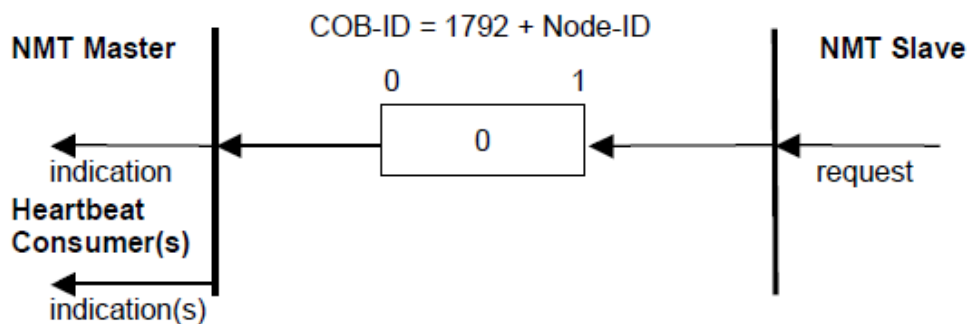 COB-ID = 1792 + Node-ID
NMT Master
NMT Slave
0 1
0
indication
request
Heartbeat
Consumer(s)
indication(s)